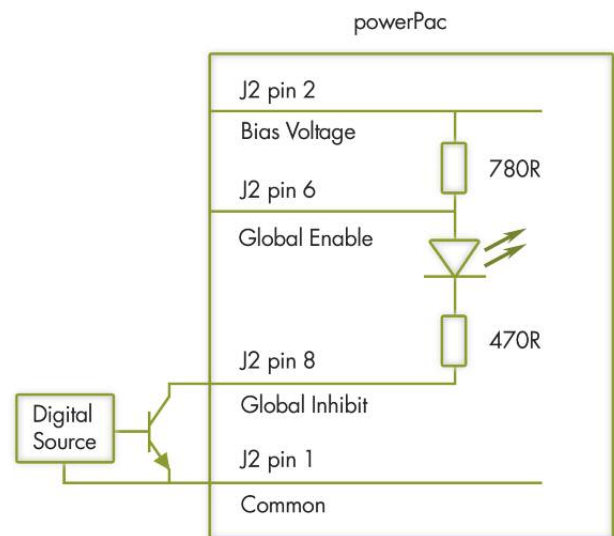 powerPac
J2 pin 2
Bias Voltage
780R
J2 pin 6
Global Enable
470R
J2 pin 8
Global Inhibit
Digital
Source
J2 pin 1
Common